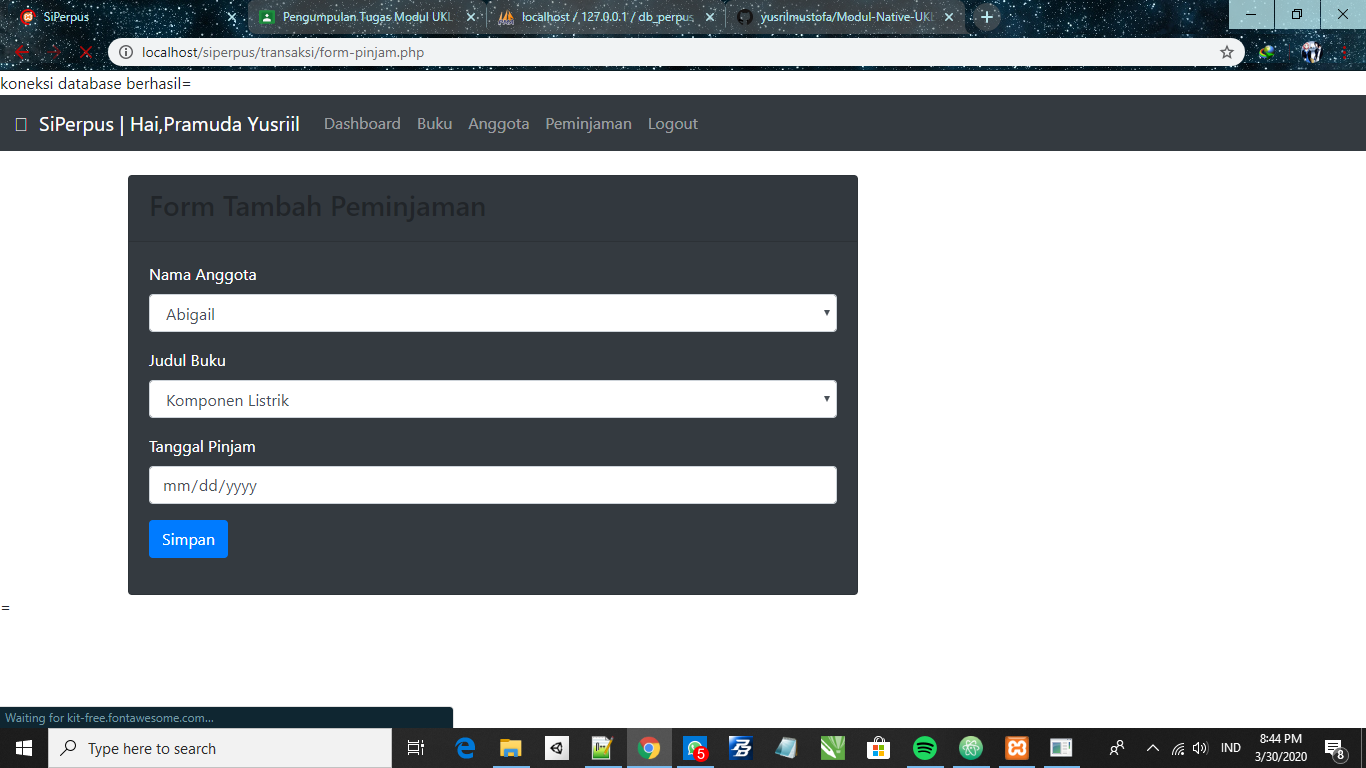 SiPerpus
Pengumpulan Tugas Modul UKL
localhost / 127.0.0.1 / db_perpus
yusrilmustofa/Modul-Native-UKL
localhost/siperpus/transaksi/form-pinjam.php
koneksi database berhasil=
SiPerpus | Hai,Pramuda Yusriil Dashboard Buku Anggota Peminjaman Logout
Form Tambah Peminjaman
Nama Anggota
Abigail
Judul Buku
Komponen Listrik
Tanggal Pinjam
mm/dd/yyyy
Simpan
=
Waiting for kit-free.fontawesome.com...
Type here to search
5
IND
8:44 PM
3/30/2020
8